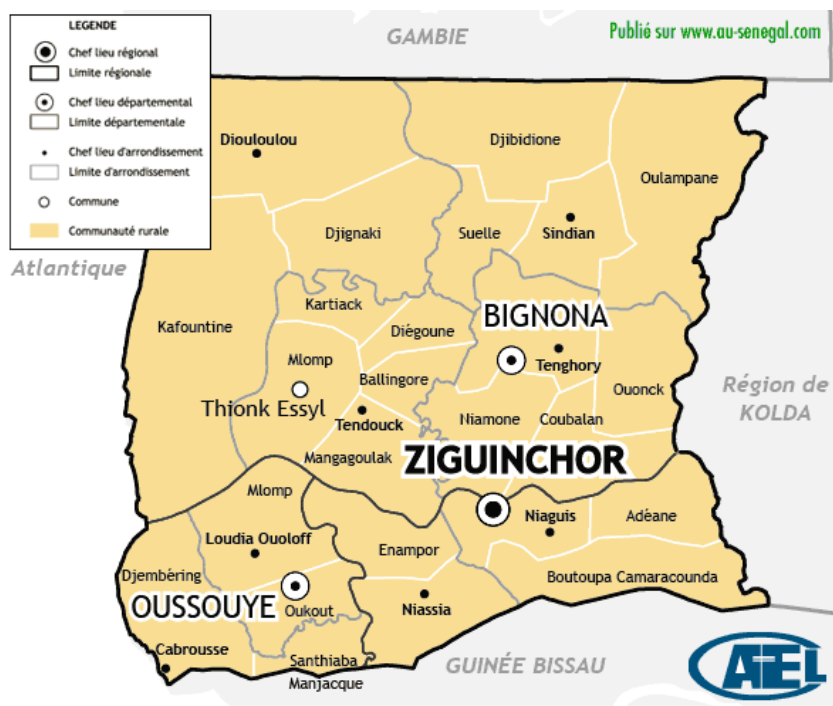 LEGENDE
Chef lieu régional
Limite régionale
Chef lieu départemental
Limite départementale
Chef lieu d'arrondissement
Limite d'arrondissement
Commune
Communauté rurale
GAMBIE
Publié sur www.au-senegal.com
Diouloulou
Djibidione
Oulampane
Djignaki
Suelle
Sindian
Atlantique
Kartiack
Kafountine
Diégoune
BIGNONA
Mlomp
Tenghory
Ballingore
Ouonck
Région de
KOLDA
Thionk Essyl
Tendouck
Niamone
Coubalan
Mangagoulak
ZIGUINCHOR
Mlomp
Niaguis
Adéane
Loudia Ouoloff
Enampor
Djembéring
Boutoupa Camaracounda
OUSSOUYE
Oukout
Niassia
Cabrousse
Santhiaba
Manjacque
GUINÉE BISSAU
ATEL